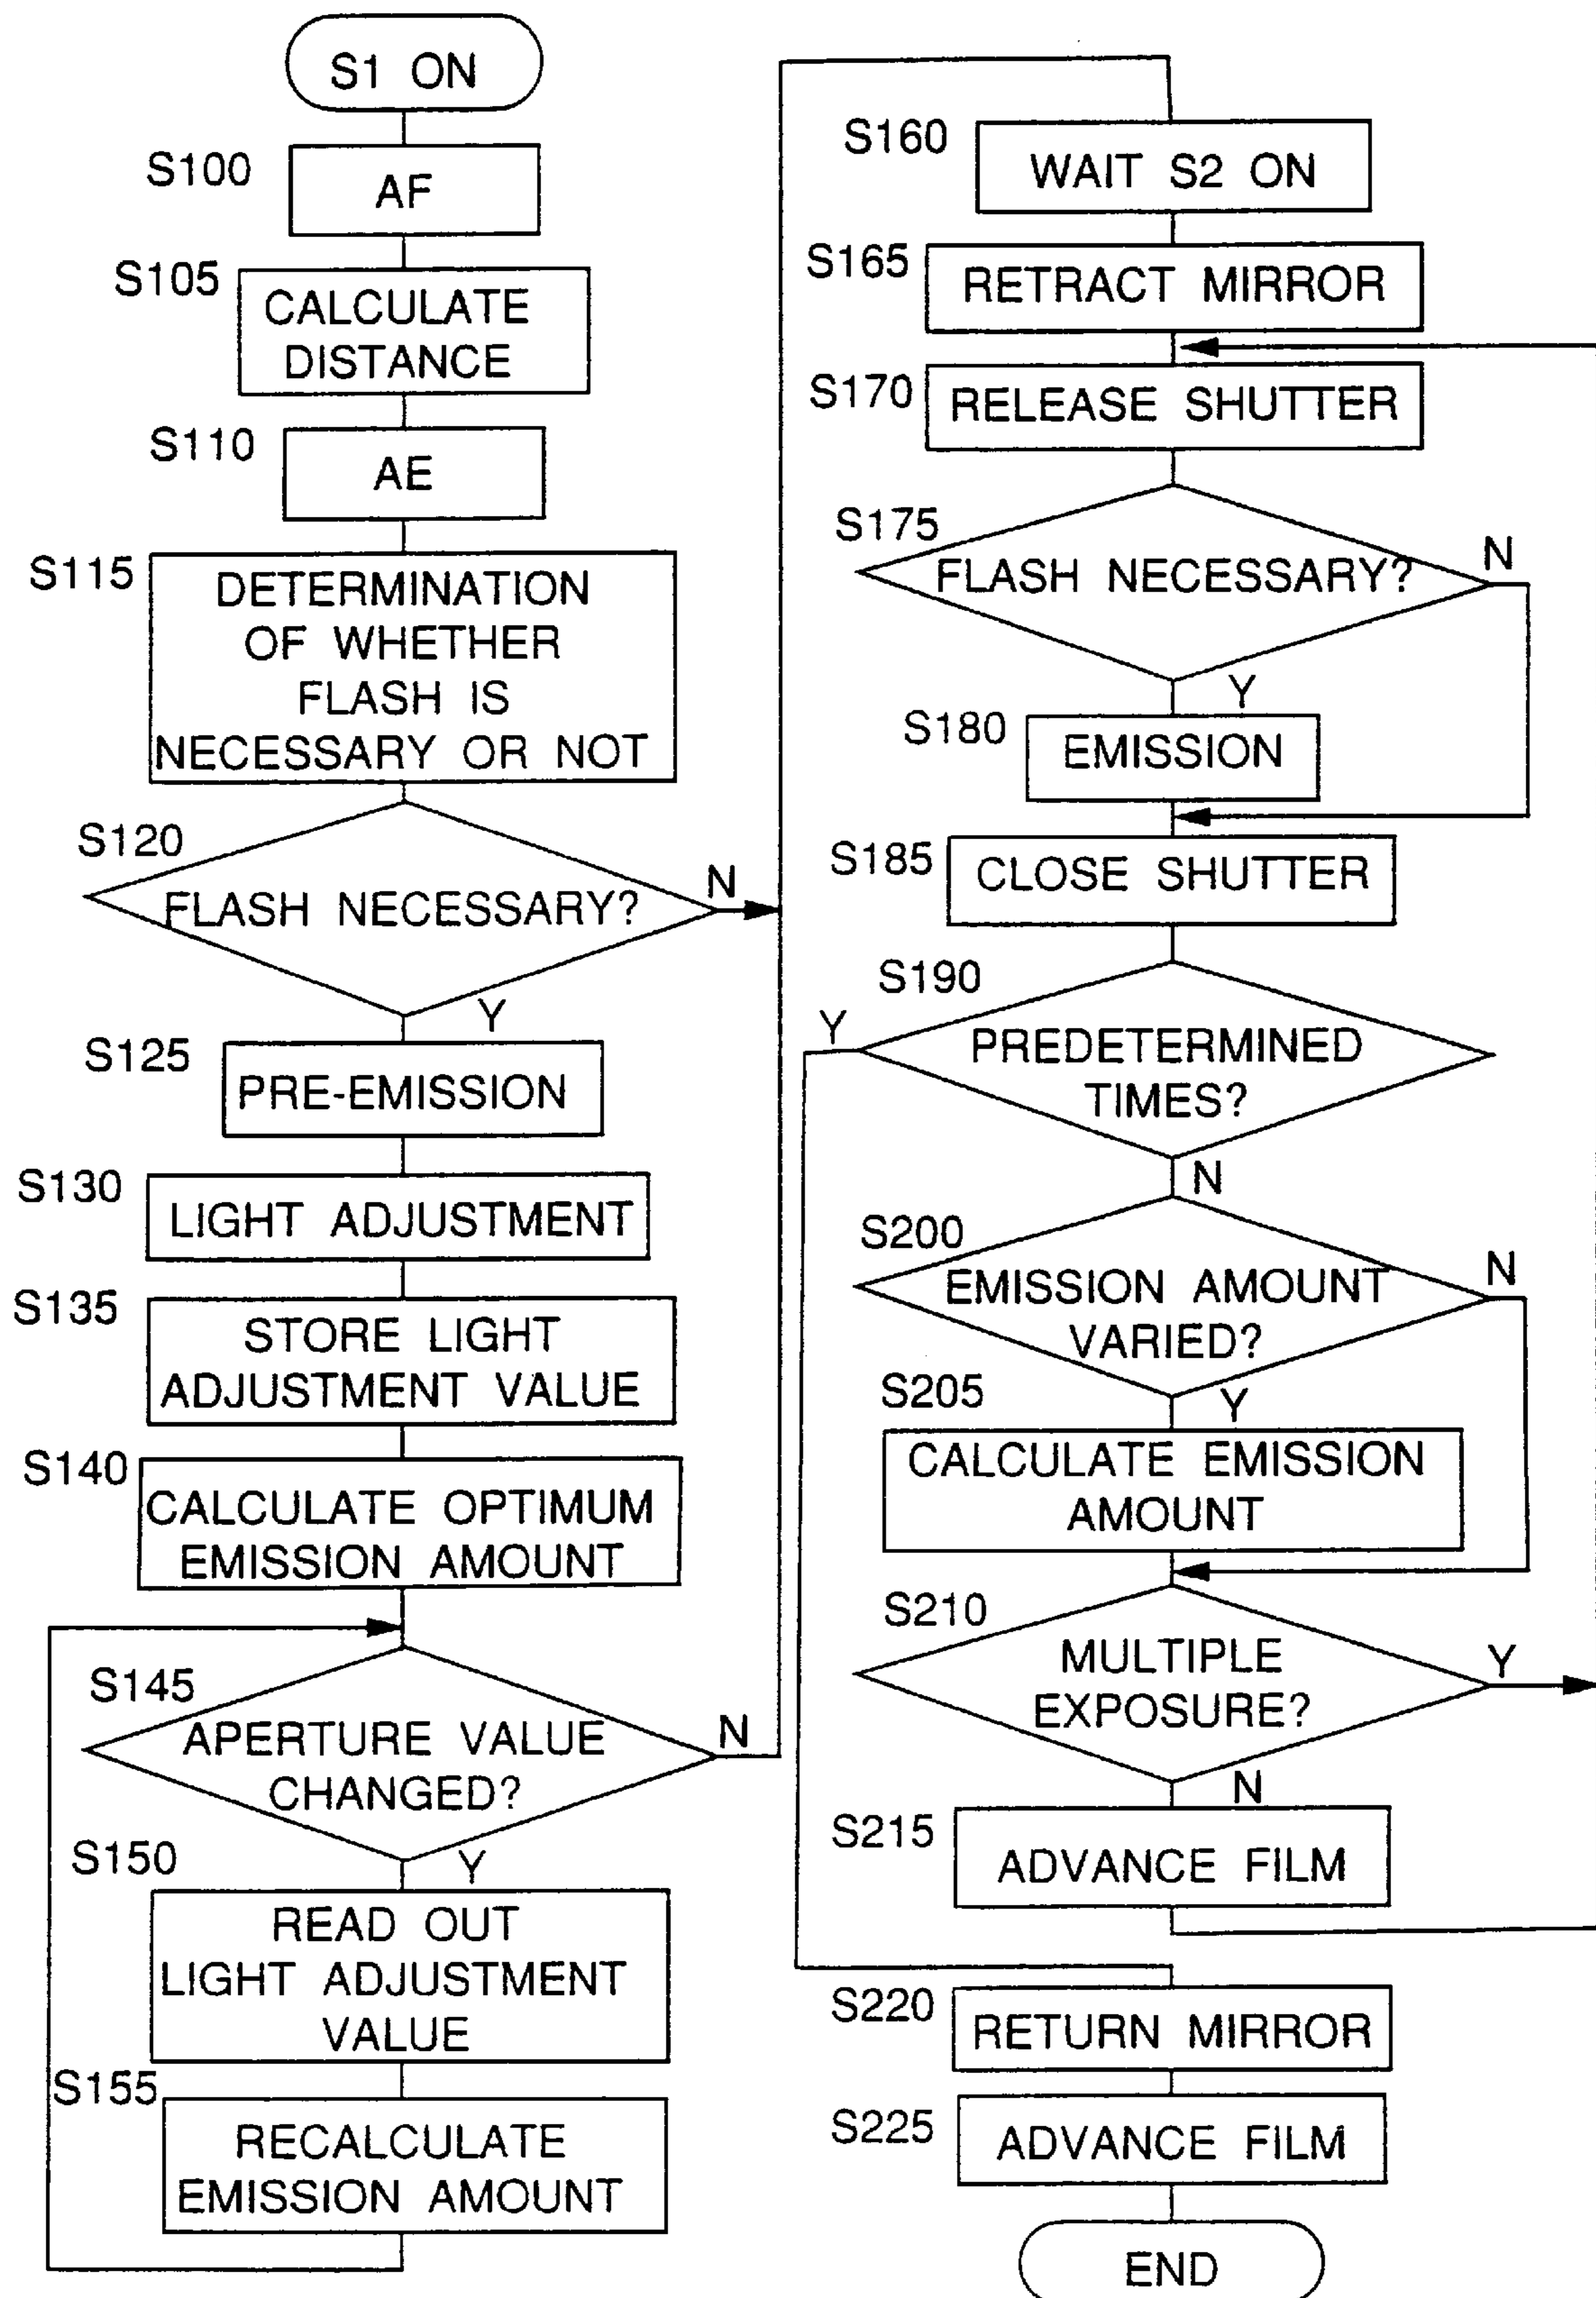 S1 ON
S100
AF
S105
CALCULATE
DISTANCE
S110
AE
S115
DETERMINATION
OF WHETHER
FLASH IS
NECESSARY OR NOT
S120
FLASH NECESSARY?
N
Y
S125
PRE-EMISSION
S130
LIGHT ADJUSTMENT
S135
STORE LIGHT
ADJUSTMENT VALUE
S140
CALCULATE OPTIMUM
EMISSION AMOUNT
S145
APERTURE VALUE
CHANGED?
N
Y
S150
READ OUT
LIGHT ADJUSTMENT
VALUE
S155
RECALCULATE
EMISSION AMOUNT
S160
WAIT S2 ON
S165
RETRACT MIRROR
S170
RELEASE SHUTTER
S175
FLASH NECESSARY?
N
Y
S180
EMISSION
S185
CLOSE SHUTTER
S190
Y
PREDETERMINED
TIMES?
N
S200
EMISSION AMOUNT
VARIED?
N
Y
S205
CALCULATE EMISSION
AMOUNT
S210
MULTIPLE
EXPOSURE?
Y
N
S215
ADVANCE FILM
S220
RETURN MIRROR
S225
ADVANCE FILM
END